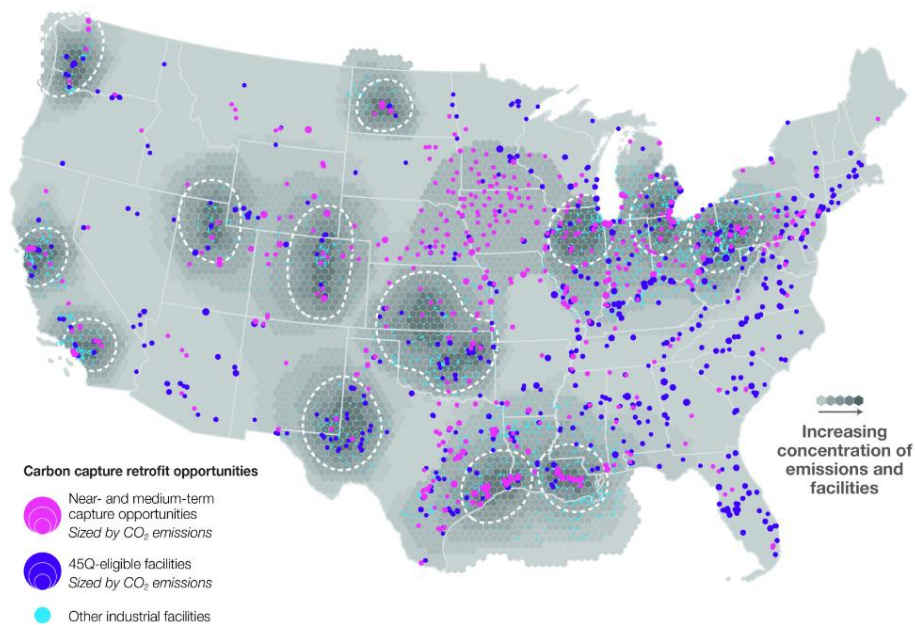 Increasing
concentration of
emissions and
facilities
Carbon capture retrofit opportunities
Near- and medium-term
capture opportunities
Sized by CO₂ emissions
45Q-eligible facilities
Sized by CO₂ emissions
Other industrial facilities